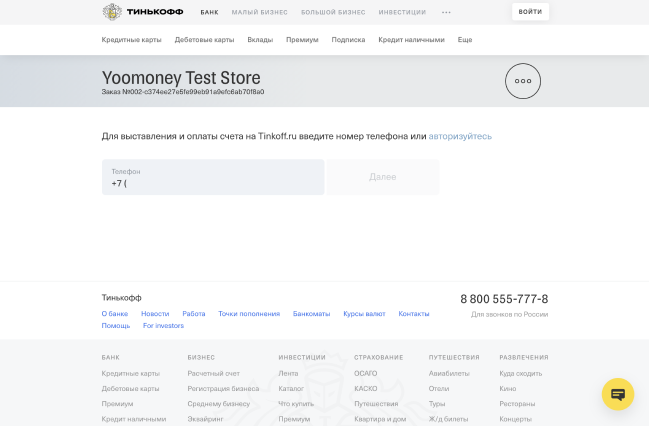 ТИНЬКОФФ БАНК МАЛЫЙ БИЗНЕС БОЛЬШОЙ БИЗНЕС ИНВЕСТИЦИИ ВОЙТИ
Кредитные карты Дебетовые карты Вклады Премиум Подписка Кредит наличными Еще
Yoomoney Test Store
Заказ №002-c374ee27e5fe99eb91a9efc6ab70f8a0
Для выставления и оплаты счета на Tinkoff.ru введите номер телефона или авторизуйтесь
Телефон
+7 (
Далее
Тинькофф 8 800 555-777-8
О банке Новости Работа Точки пополнения Банкоматы Курсы валют Контакты Для звонков по России
Помощь For investors
БАНК БИЗНЕС ИНВЕСТИЦИИ СТРАХОВАНИЕ ПУТЕШЕСТВИЯ РАЗВЛЕЧЕНИЯ
Кредитные карты Расчетный счет Лента ОСАГО Авиабилеты Куда сходить
Дебетовые карты Регистрация бизнеса Каталог КАСКО Отели Кино
Премиум Среднему бизнесу Что купить Путешествия Туры Рестораны
Кредит наличными Эквайринг Премиум Квартира и дом Ж/д билеты Концерты